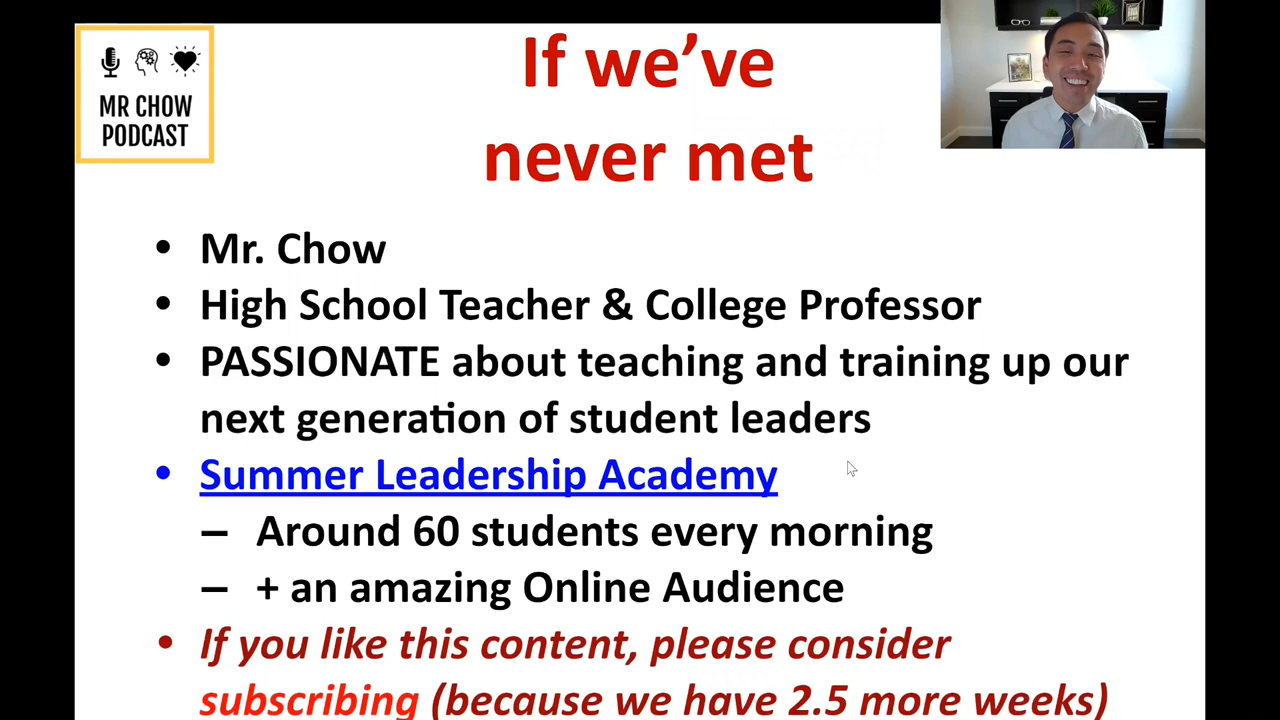 MR CHOW
PODCAST
If we’ve
never met
• Mr. Chow
• High School Teacher & College Professor
• PASSIONATE about teaching and training up our
next generation of student leaders
• Summer Leadership Academy
– Around 60 students every morning
– + an amazing Online Audience
• If you like this content, please consider
subscribing (because we have 2.5 more weeks)